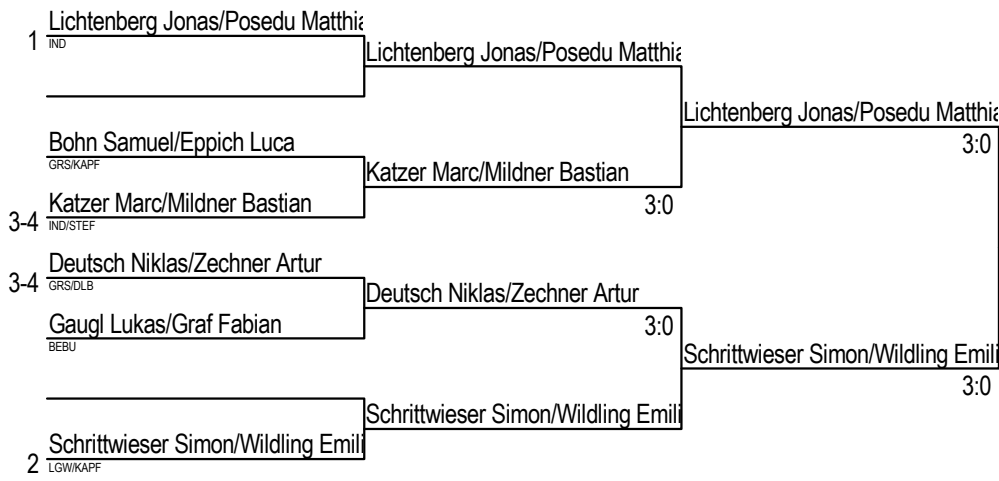 Lichtenberg Jonas/Posedu Matthia
1
IND
Lichtenberg Jonas/Posedu Matthia
Lichtenberg Jonas/Posedu Matthia
3:0
Bohn Samuel/Eppich Luca
GRS/KAPF
Katzer Marc/Mildner Bastian
3:0
Katzer Marc/Mildner Bastian
3-4
IND/STEF
Deutsch Niklas/Zechner Artur
3-4
GRS/DLB
Deutsch Niklas/Zechner Artur
3:0
Gaugl Lukas/Graf Fabian
BEBU
Schrittwieser Simon/Wildling Emili
3:0
Schrittwieser Simon/Wildling Emili
Schrittwieser Simon/Wildling Emili
2
LGW/KAPF